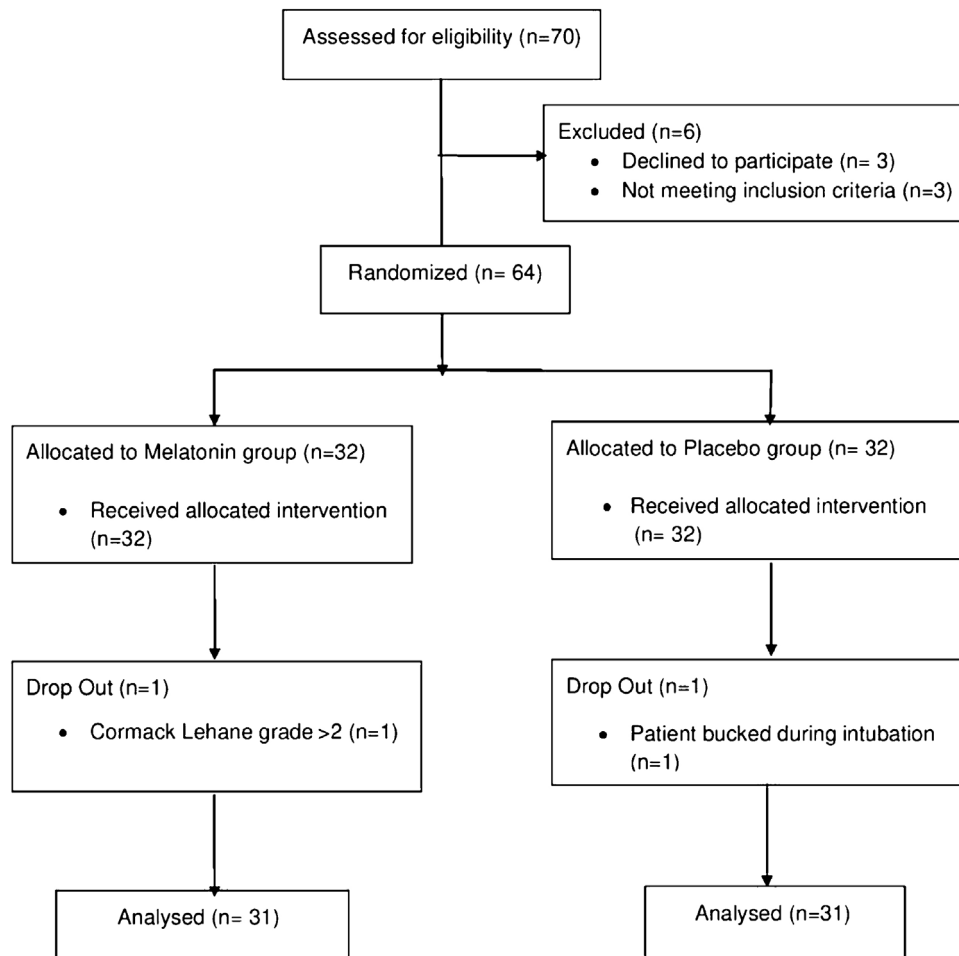 Assessed for eligibility (n=70)
Excluded (n=6)
• Declined to participate (n= 3)
• Not meeting inclusion criteria (n=3)
Randomized (n= 64)
Allocated to Melatonin group (n=32)
• Received allocated intervention
(n=32)
Allocated to Placebo group (n= 32)
• Received allocated intervention
(n= 32)
Drop Out (n=1)
• Cormack Lehane grade >2 (n=1)
Drop Out (n=1)
• Patient bucked during intubation
(n=1)
Analysed (n= 31)
Analysed (n=31)